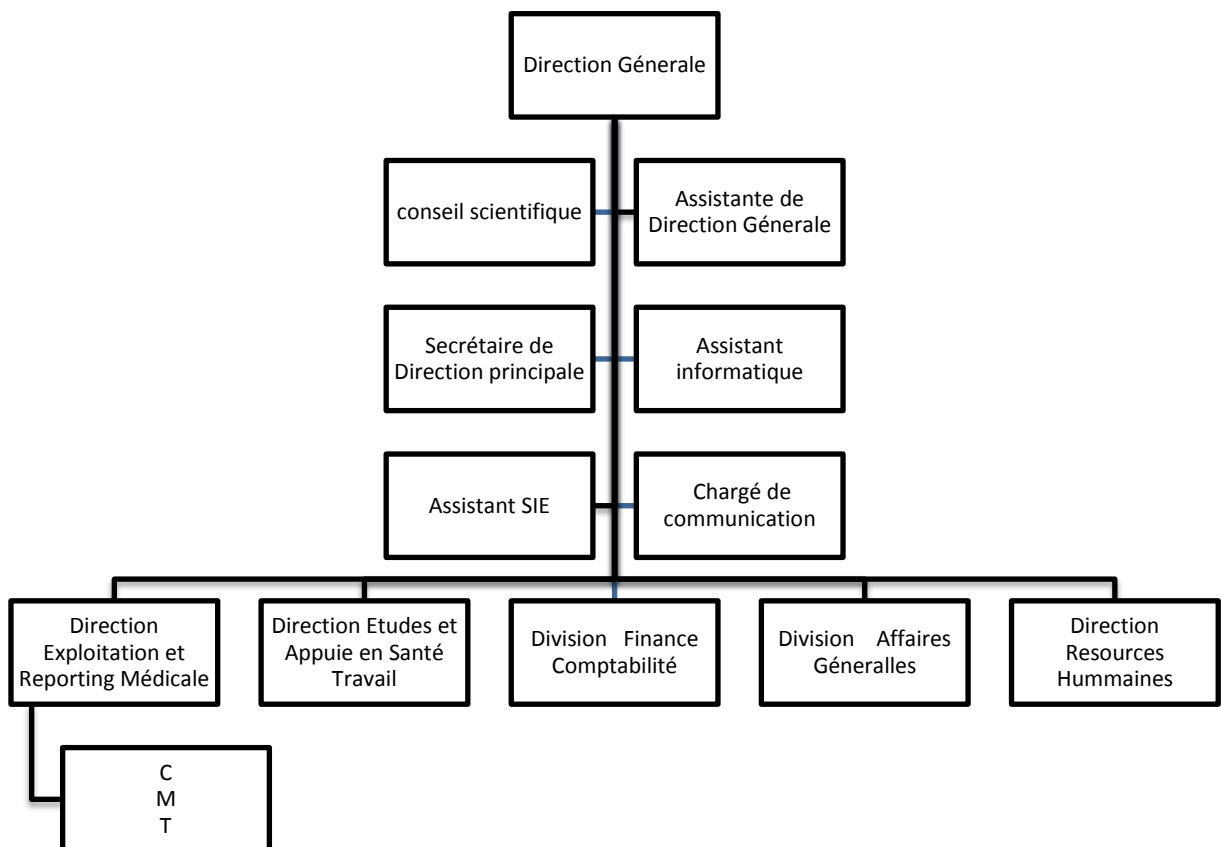 Direction Génerale
conseil scientifique
Assistante de
Direction Génerale
Secrétaire de
Direction principale
Assistant
informatique
Assistant SIE
Chargé de
communication
Direction
Exploitation et
Reporting Médicale
Direction Etudes et
Appuie en Santé
Travail
Division Finance
Comptabilité
Division Affaires
Géneralles
Direction
Resources
Hummaines
C
M
T